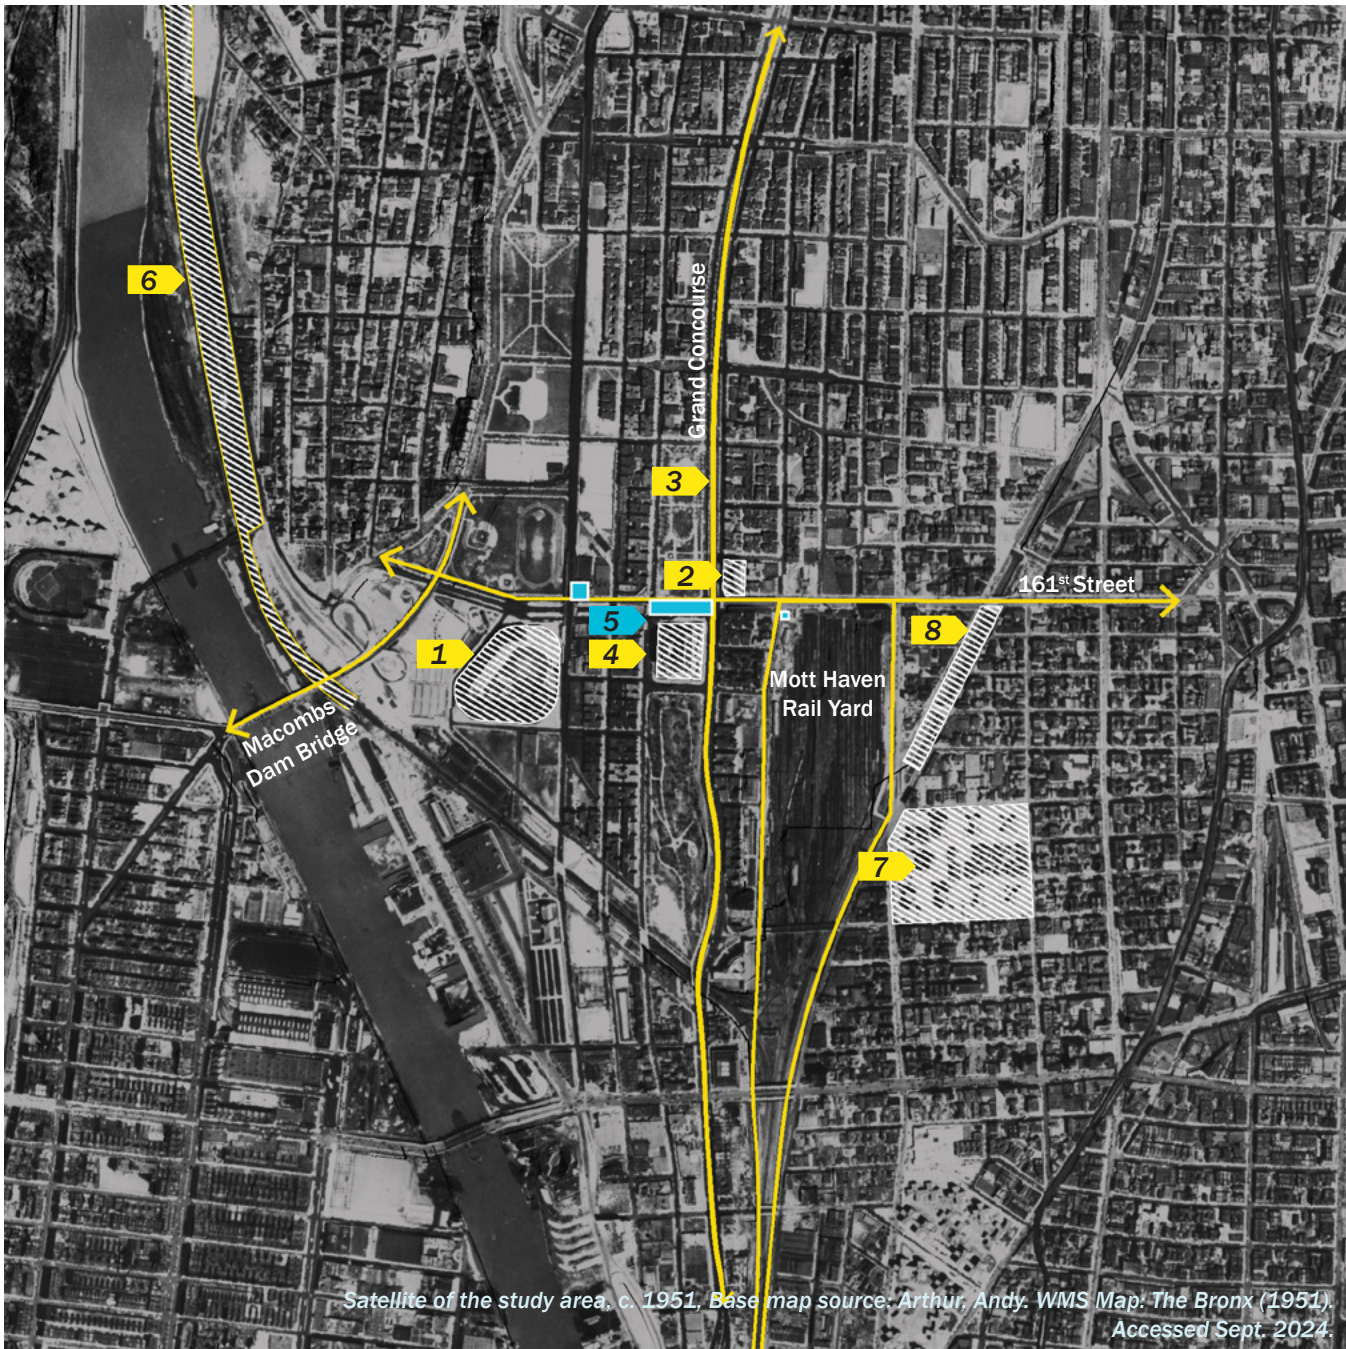 6
Grand Concourse
3
2
161st Street
5
8
1
4
Mott Haven
Rail Yard
Macombs
Dam Bridge
7
Satellite of the study area, c. 1951, Base map source: Arthur, Andy. WMS Map: The Bronx (1951).
Accessed Sept. 2024.